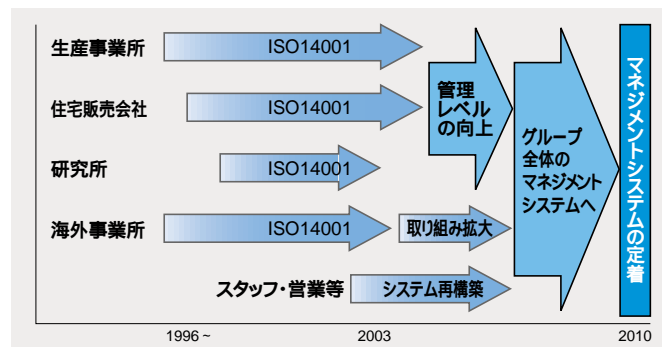 生産事業所
ISO14001
住宅販売会社
ISO14001
管理
レベル
の向上
研究所
ISO14001
グループ
全体の
マネジメント
システムへ
海外事業所
ISO14001
取り組み拡大
スタッフ・営業等
システム再構築
マネジメントシステムの定着
1996~
2003
2010